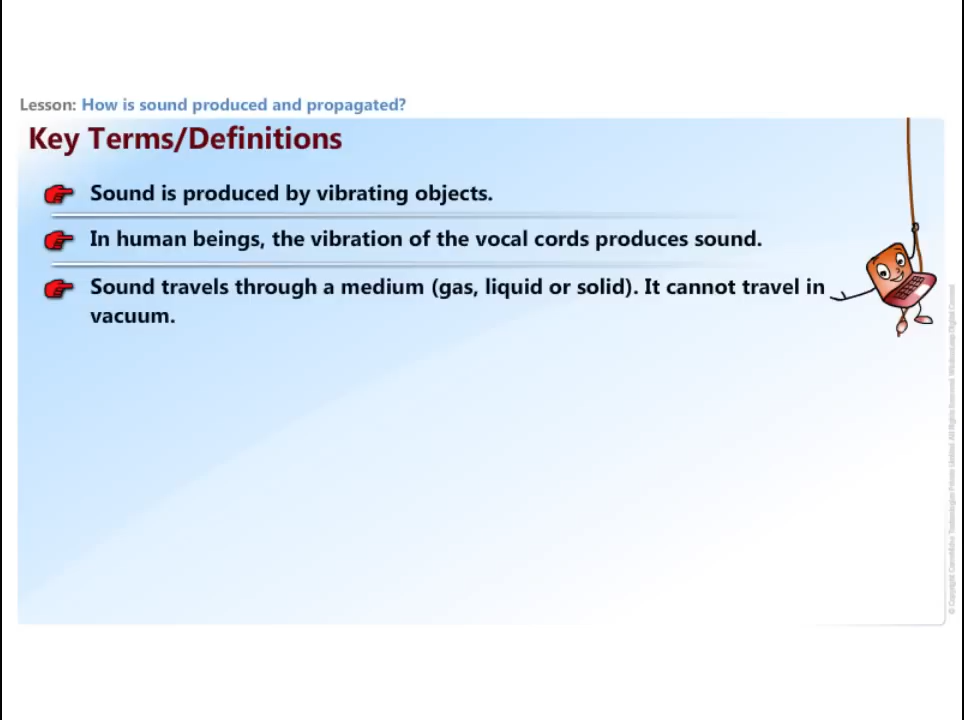 Lesson: How is sound produced and propagated?
Key Terms/Definitions
Sound is produced by vibrating objects.
In human beings, the vibration of the vocal cords produces sound.
Sound travels through a medium (gas, liquid or solid). It cannot travel in
vacuum.